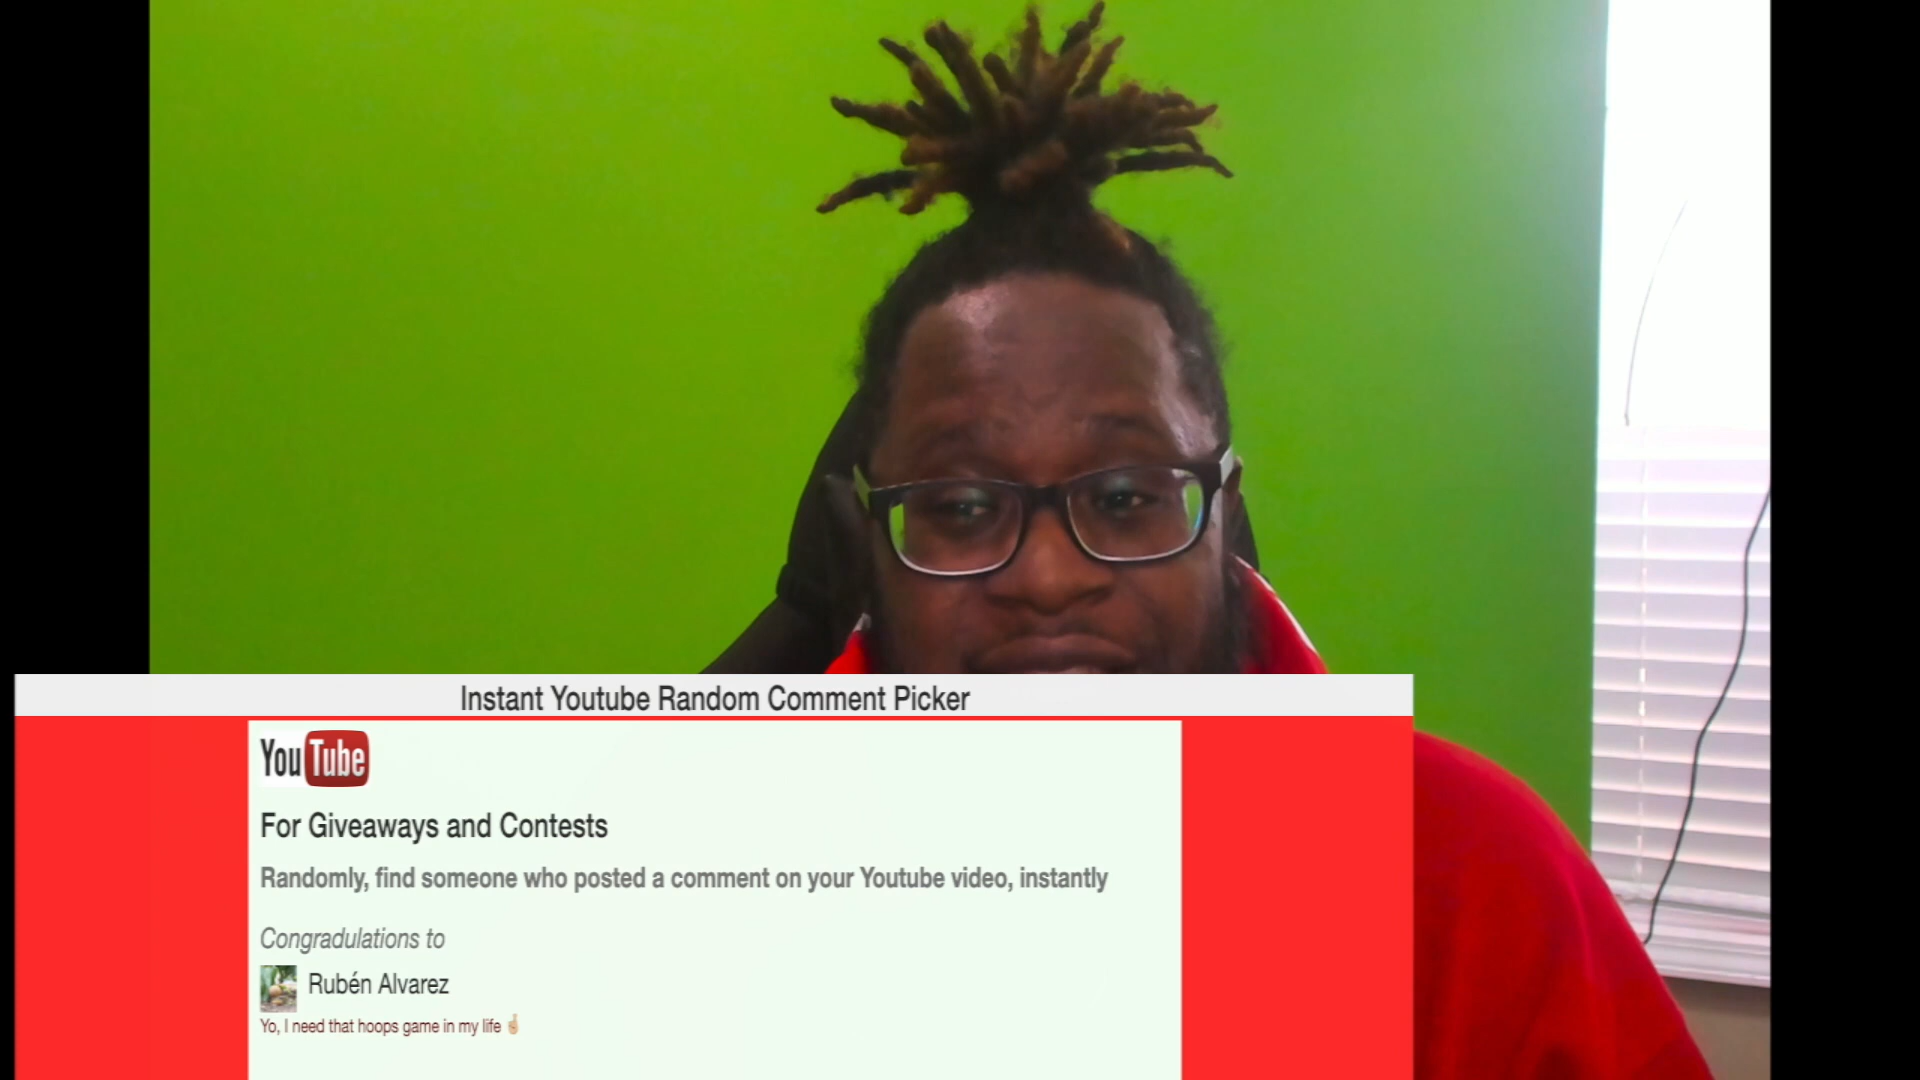 Instant Youtube Random Comment Picker
YouTube
For Giveaways and Contests
Randomly, find someone who posted a comment on your Youtube video, instantly
Congradulations to
Rubén Alvarez
Yo, I need that hoops game in my life 🤞🏼